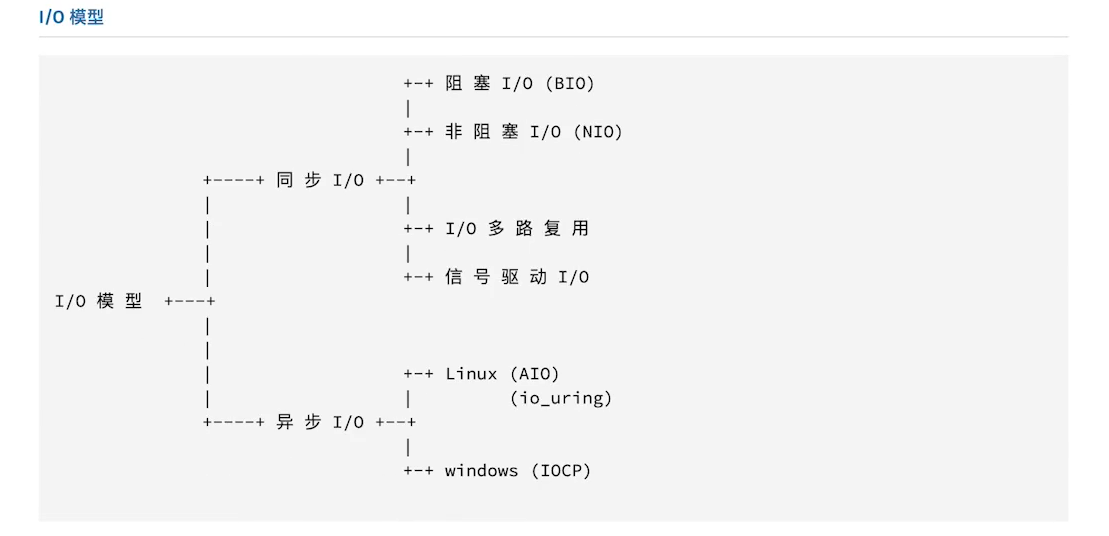 I/O 模型
+-+ 阻塞 I/O (BIO)
|
+-+ 非阻塞 I/O (NIO)
|
+----+ 同步 I/O +--+
| |
| +-+ I/O 多路复用
| |
| +-+ 信号驱动 I/O
I/O 模型 +---+
|
|
| +-+ Linux (AIO)
| | (io_uring)
+----+ 异步 I/O +--+
|
+-+ windows (IOCP)